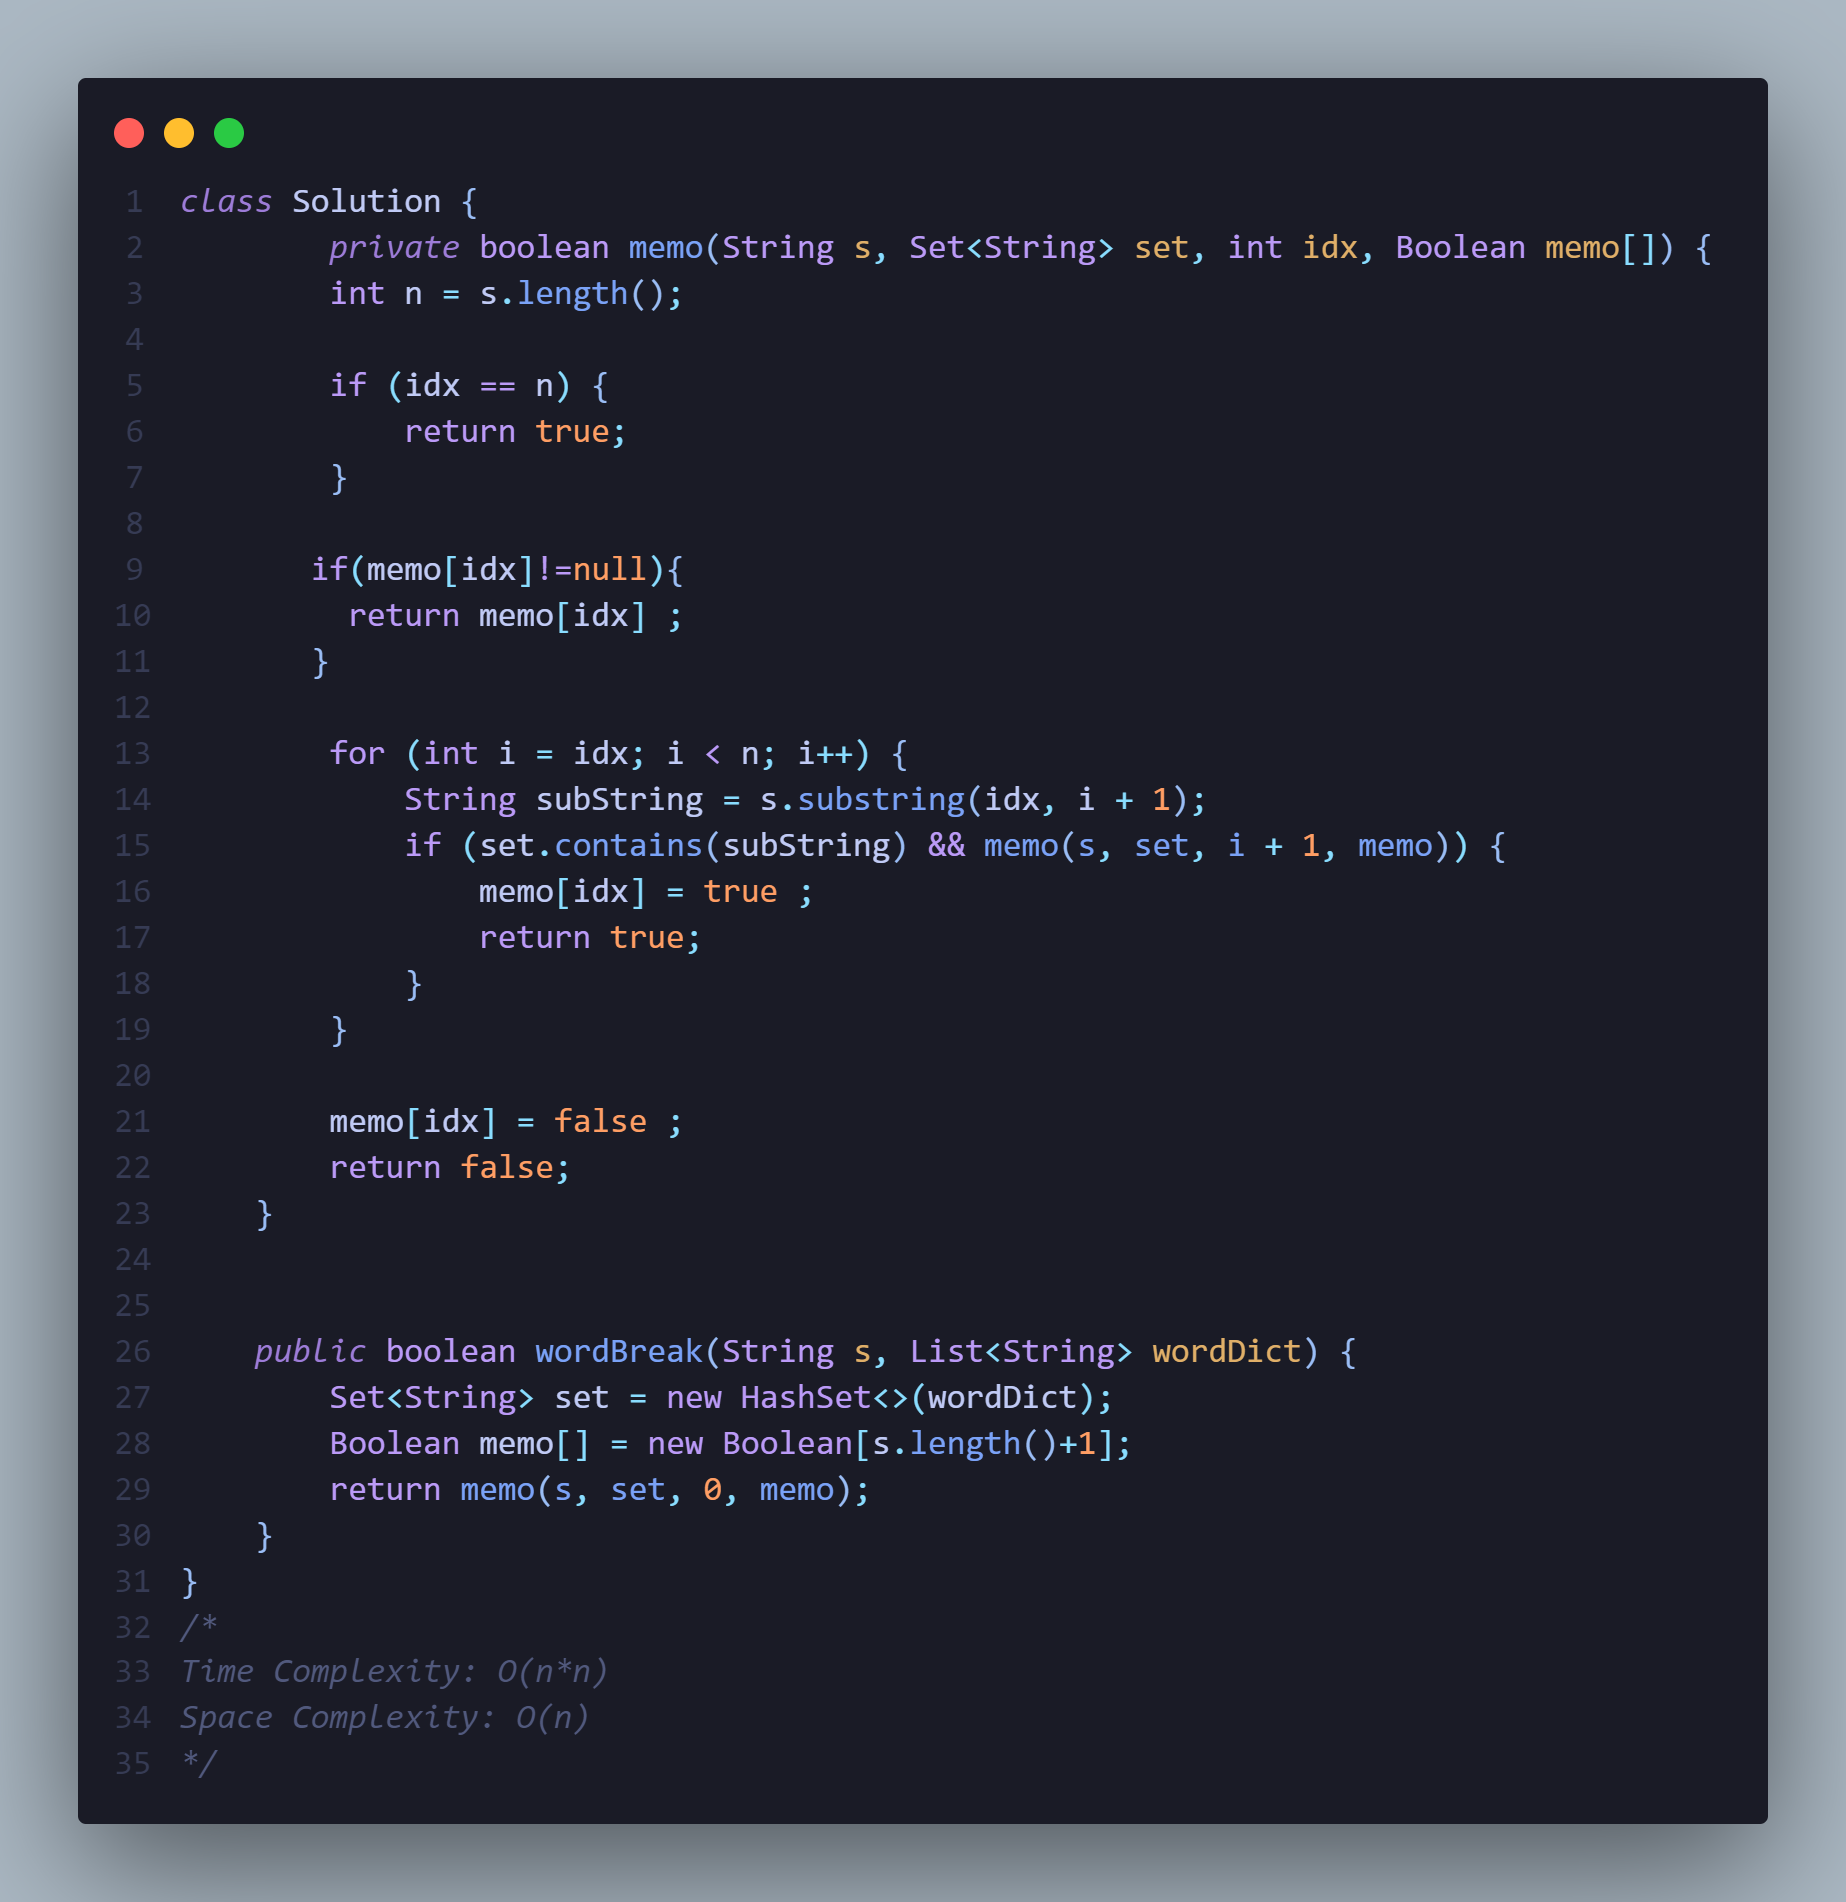 1 class Solution {
2 private boolean memo(String s, Set<String> set, int idx, Boolean memo[]) {
3 int n = s.length();
4
5 if (idx == n) {
6 return true;
7 }
8
9 if(memo[idx]!=null){
10 return memo[idx] ;
11 }
12
13 for (int i = idx; i < n; i++) {
14 String subString = s.substring(idx, i + 1);
15 if (set.contains(subString) && memo(s, set, i + 1, memo)) {
16 memo[idx] = true ;
17 return true;
18 }
19 }
20
21 memo[idx] = false ;
22 return false;
23 }
24
25
26 public boolean wordBreak(String s, List<String> wordDict) {
27 Set<String> set = new HashSet<>(wordDict);
28 Boolean memo[] = new Boolean[s.length()+1];
29 return memo(s, set, 0, memo);
30 }
31 }
32 /*
33 Time Complexity: O(n*n)
34 Space Complexity: O(n)
35 */